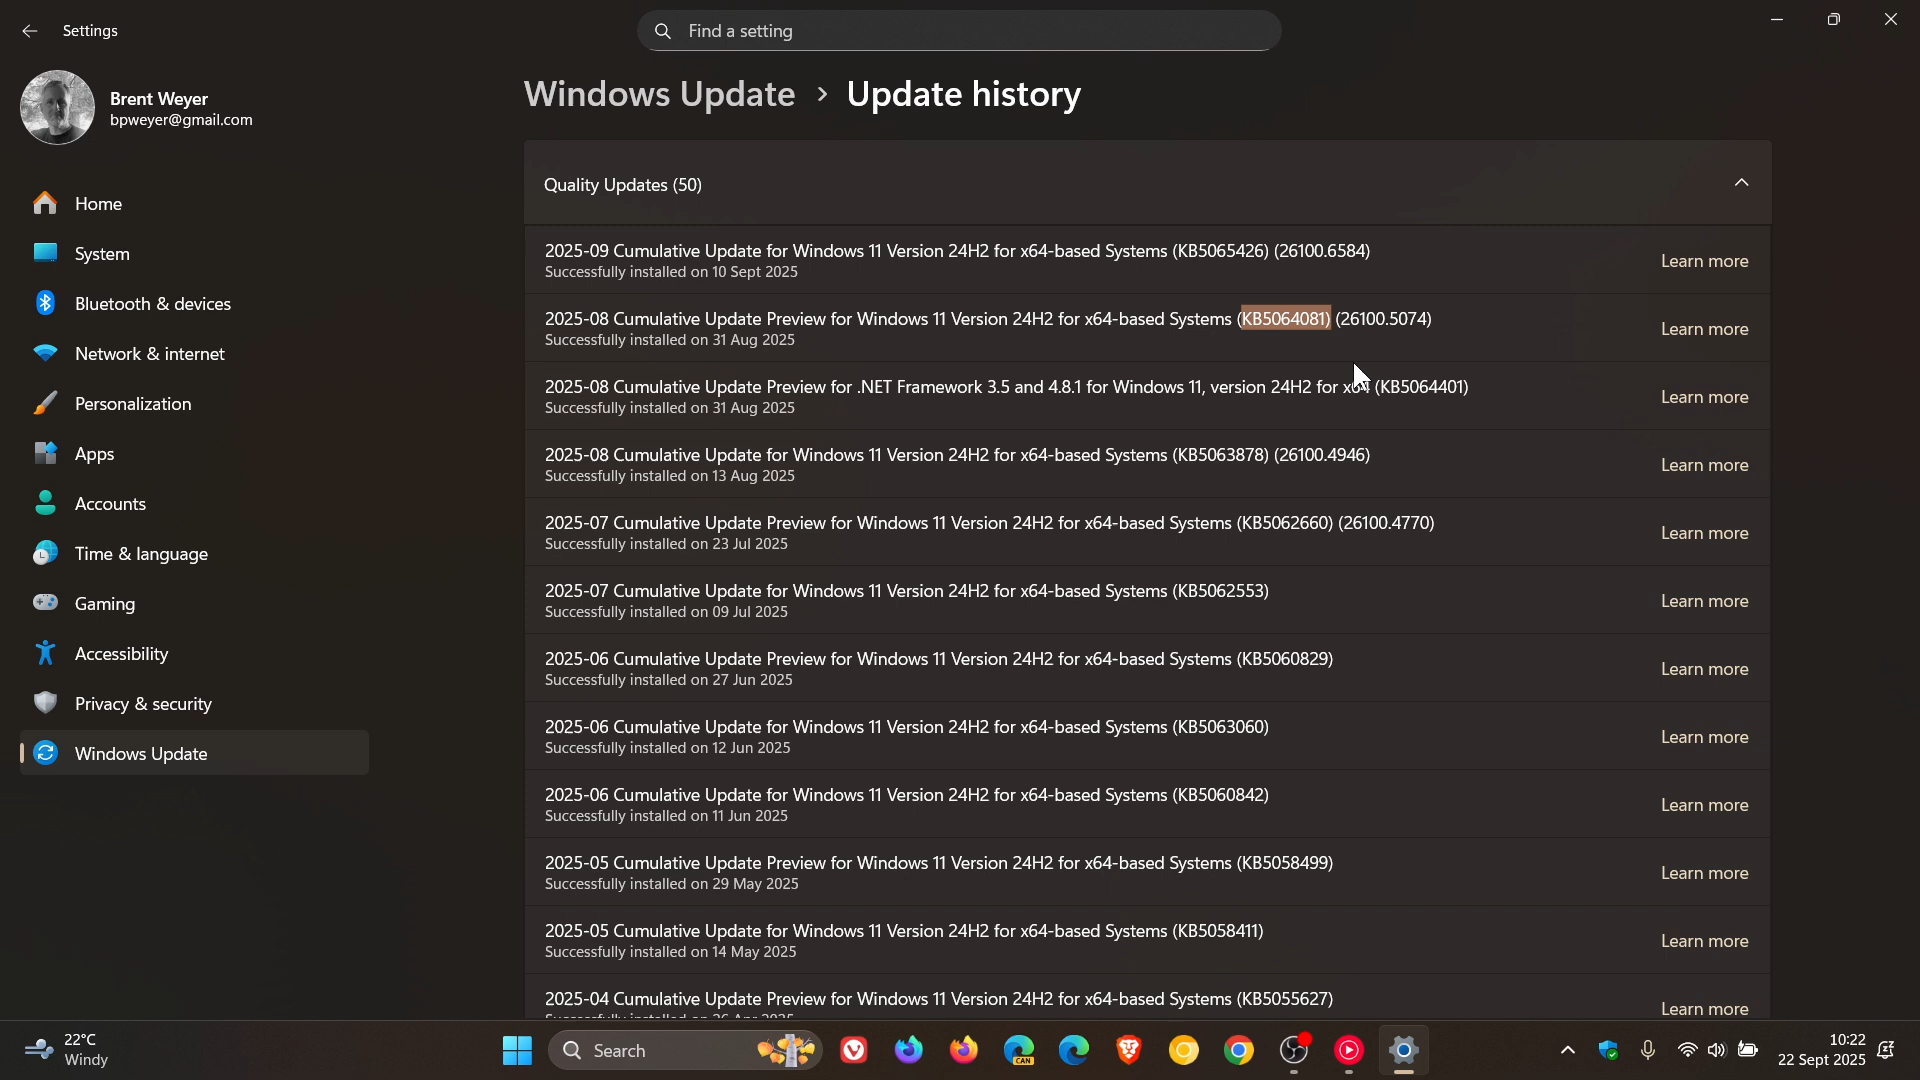 Settings
Find a setting
Brent Weyer
bpweyer@gmail.com
Home
System
Bluetooth & devices
Network & internet
Personalization
Apps
Accounts
Time & language
Gaming
Accessibility
Privacy & security
Windows Update
Windows Update > Update history
Quality Updates (50)
2025-09 Cumulative Update for Windows 11 Version 24H2 for x64-based Systems (KB5065426) (26100.6584)
Successfully installed on 10 Sept 2025
Learn more
2025-08 Cumulative Update Preview for Windows 11 Version 24H2 for x64-based Systems (KB5064081) (26100.5074)
Successfully installed on 31 Aug 2025
Learn more
2025-08 Cumulative Update Preview for .NET Framework 3.5 and 4.8.1 for Windows 11, version 24H2 for x64 (KB5064401)
Successfully installed on 31 Aug 2025
Learn more
2025-08 Cumulative Update for Windows 11 Version 24H2 for x64-based Systems (KB5063878) (26100.4946)
Successfully installed on 13 Aug 2025
Learn more
2025-07 Cumulative Update Preview for Windows 11 Version 24H2 for x64-based Systems (KB5062660) (26100.4770)
Successfully installed on 23 Jul 2025
Learn more
2025-07 Cumulative Update for Windows 11 Version 24H2 for x64-based Systems (KB5062553)
Successfully installed on 09 Jul 2025
Learn more
2025-06 Cumulative Update Preview for Windows 11 Version 24H2 for x64-based Systems (KB5060829)
Successfully installed on 27 Jun 2025
Learn more
2025-06 Cumulative Update for Windows 11 Version 24H2 for x64-based Systems (KB5063060)
Successfully installed on 12 Jun 2025
Learn more
2025-06 Cumulative Update for Windows 11 Version 24H2 for x64-based Systems (KB5060842)
Successfully installed on 11 Jun 2025
Learn more
2025-05 Cumulative Update Preview for Windows 11 Version 24H2 for x64-based Systems (KB5058499)
Successfully installed on 29 May 2025
Learn more
2025-05 Cumulative Update for Windows 11 Version 24H2 for x64-based Systems (KB5058411)
Successfully installed on 14 May 2025
Learn more
2025-04 Cumulative Update Preview for Windows 11 Version 24H2 for x64-based Systems (KB5055627)
Successfully installed on 26 Apr 2025
Learn more
22°C
Windy
Search
CAN
10:22
22 Sept 2025